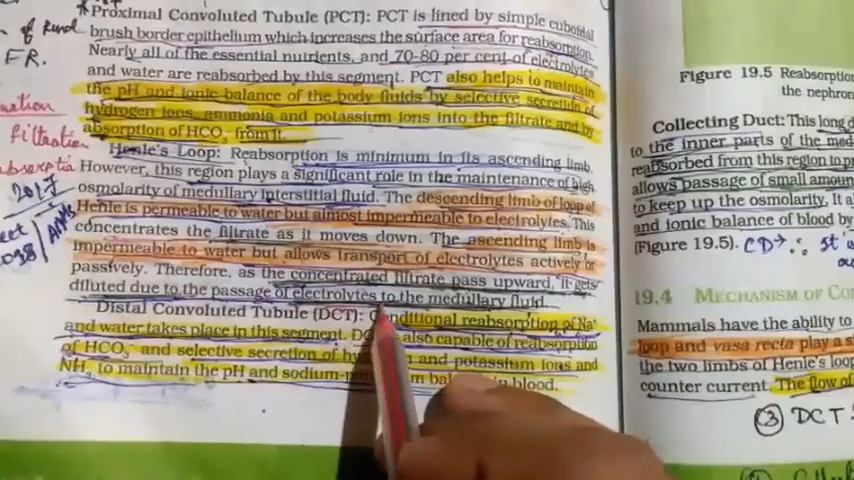 Proximal Convoluted Tubule (PCT): PCT is lined by simple cuboidal
brush border epithelium which increases the surface area for reabsorption.
Nearly all of the essential nutrients, and 70-80 per cent of electrolytes
and water are reabsorbed by this segment. PCT also helps to maintain
the pH and ionic balance of the body fluids by selective secretion of
hydrogen ions, ammonia and potassium ions into the filtrate and by
absorption of HCO3- from it.
Henle's Loop: Reabsorption is minimum in its ascending limb.
However, this region plays a significant role in the maintenance of high
osmolarity of medullary interstitial fluid. The descending limb of loop of
Henle is permeable to water but almost impermeable to electrolytes. This
concentrates the filtrate as it moves down. The ascending limb is
impermeable to water but allows transport of electrolytes actively or
passively. Therefore, as the concentrated filtrate pass upward, it gets
diluted due to the passage of electrolytes to the medullary fluid.
Distal Convoluted Tubule (DCT): Conditional reabsorption of Na+
and water takes place in this segment. also capable of reabsorption
of HCO3- and selective secretion of and potassium ions and
NH3 to maintain the pH and sodium- in blood.
of
FR.
filtration
2017
Figure 19.5 Reabsorption
the nephron
Collecting Duct: This long d
to the inner parts of the med
reabsorbed from this region to pr
allows passage of small amoun
to keep up the osmolarity. It a
and ionic balance of blood by
(Figure 19.5). CD→
19.4 MECHANISM OF CON
Mammals have the ability to
loop and vasa recta play a s
the two limbs of Henle's loop
counter current. The flow of
③ DCT